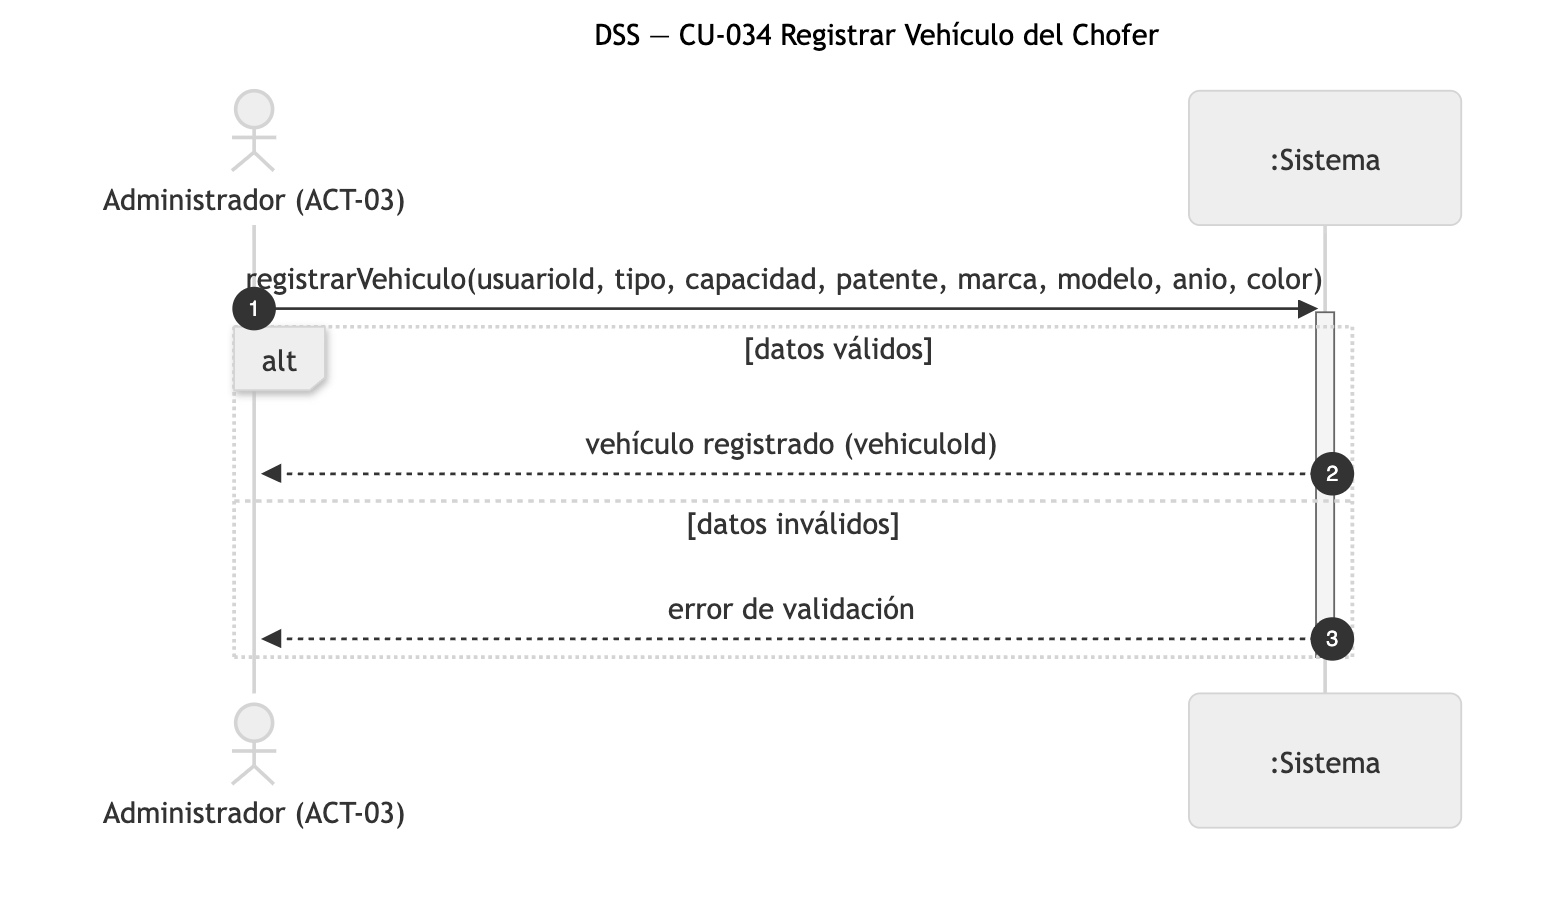 DSS — CU-034 Registrar Vehículo del Chofer
Administrador (ACT-03)
:Sistema
registrarVehiculo(usuarioId, tipo, capacidad, patente, marca, modelo, anio, color)
1
alt
[datos válidos]
vehículo registrado (vehiculoId)
2
[datos inválidos]
error de validación
3
Administrador (ACT-03)
:Sistema